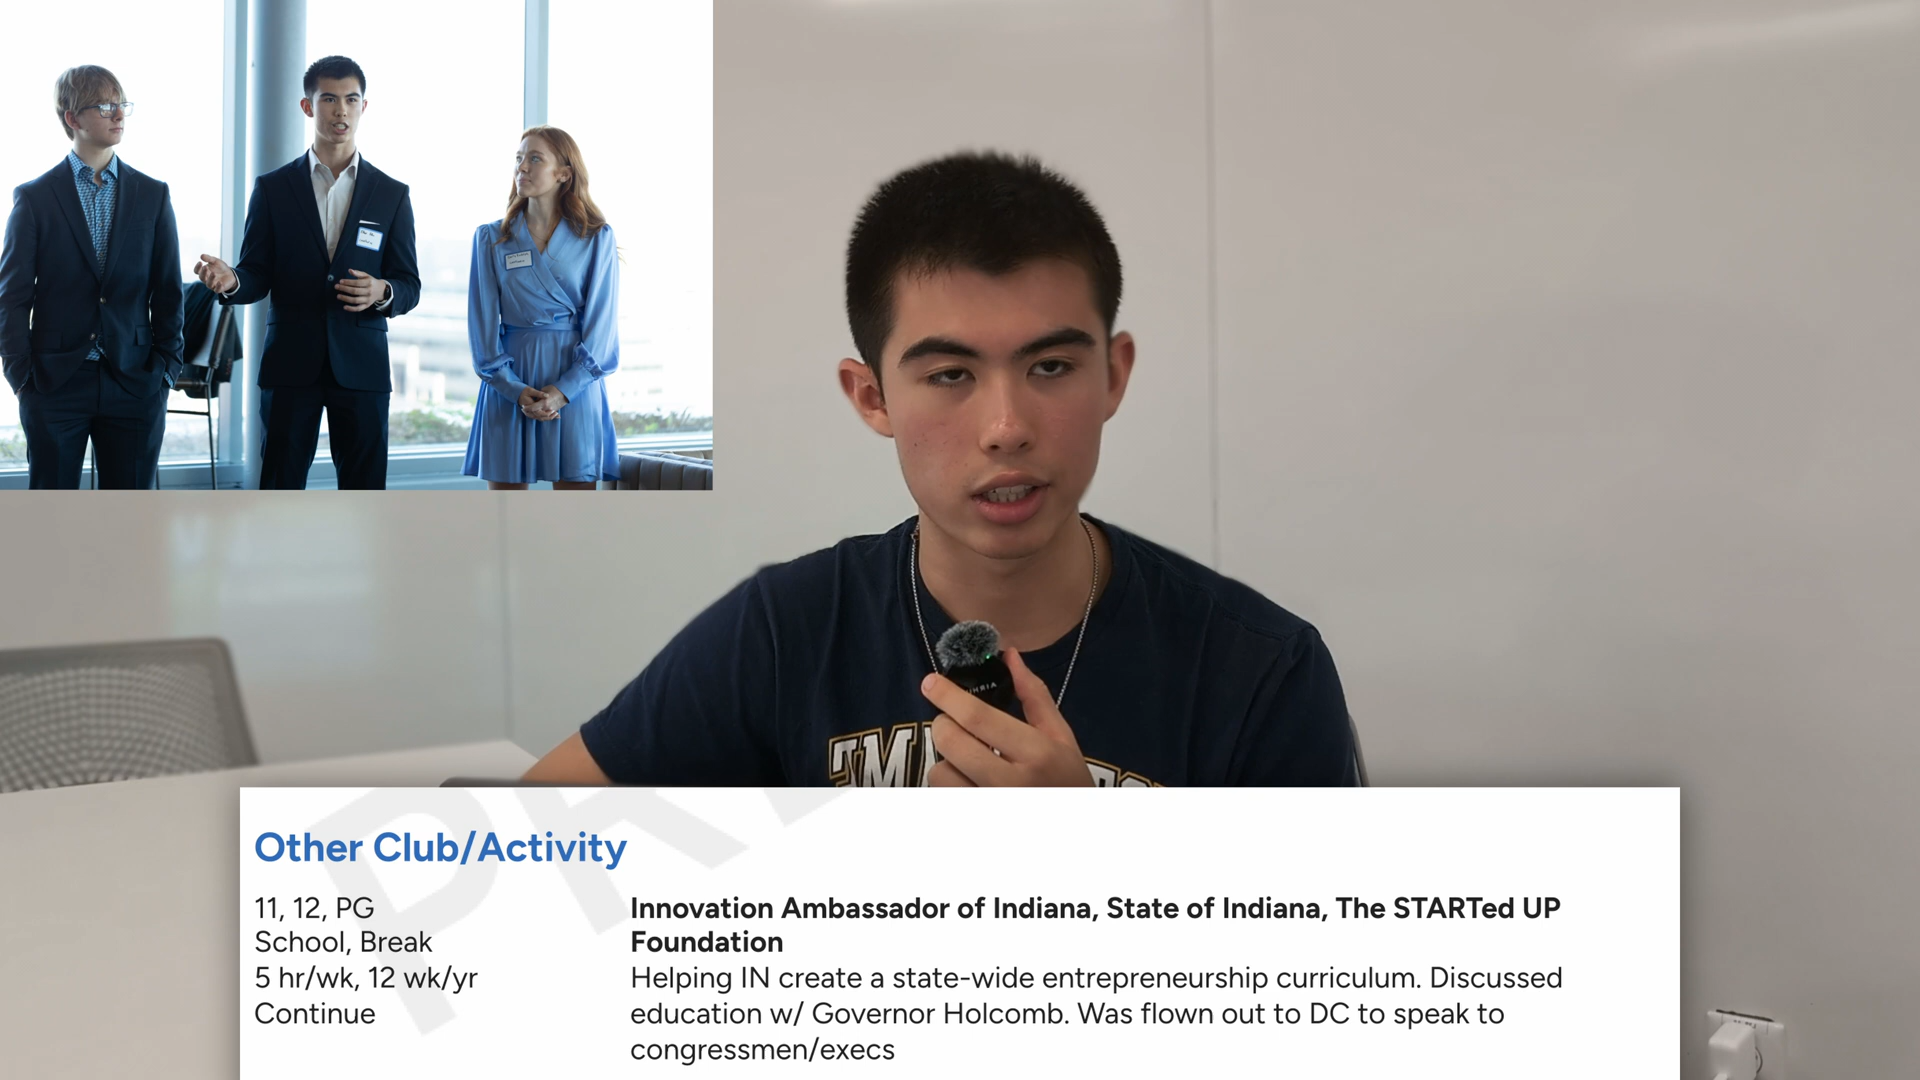 Other Club/Activity
11, 12, PG
School, Break
5 hr/wk, 12 wk/yr
Continue
Innovation Ambassador of Indiana, State of Indiana, The STARTed UP
Foundation
Helping IN create a state-wide entrepreneurship curriculum. Discussed
education w/ Governor Holcomb. Was flown out to DC to speak to
congressmen/execs